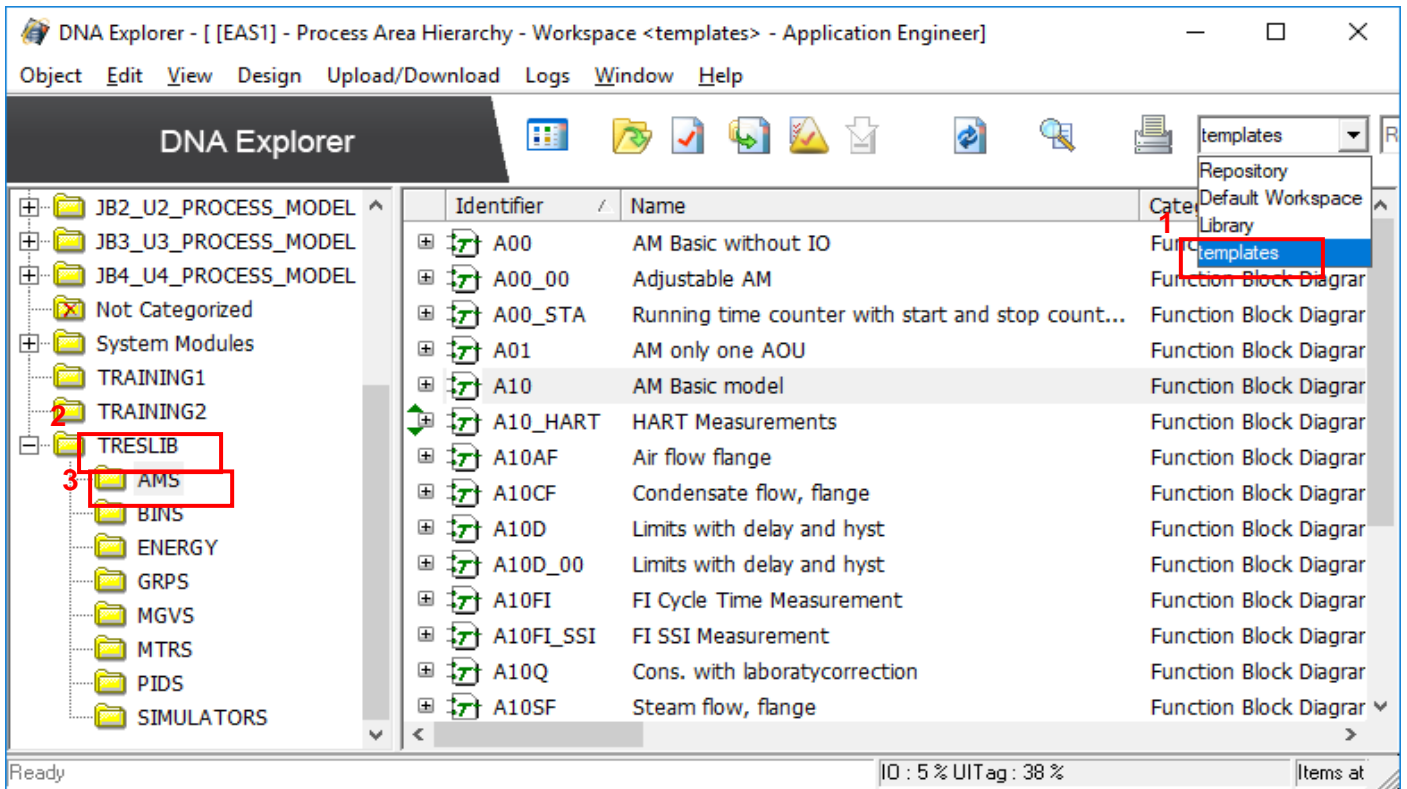 DNA Explorer - [ [EAS1] - Process Area Hierarchy - Workspace <templates> - Application Engineer]
Object Edit View Design Upload/Download Logs Window Help
DNA Explorer
templates
R
Repository
Default Workspace
Library
templates
1
JB2_U2_PROCESS_MODEL
JB3_U3_PROCESS_MODEL
JB4_U4_PROCESS_MODEL
Not Categorized
System Modules
TRAINING1
TRAINING2
2
TRESLIB
3
AMS
BINS
ENERGY
GRPS
MGVS
MTRS
PIDS
SIMULATORS
Identifier Name Categ
A00 AM Basic without IO Func
A00_00 Adjustable AM Function Block Diagrar
A00_STA Running time counter with start and stop count... Function Block Diagrar
A01 AM only one AOU Function Block Diagrar
A10 AM Basic model Function Block Diagrar
A10_HART HART Measurements Function Block Diagrar
A10AF Air flow flange Function Block Diagrar
A10CF Condensate flow, flange Function Block Diagrar
A10D Limits with delay and hyst Function Block Diagrar
A10D_00 Limits with delay and hyst Function Block Diagrar
A10FI FI Cycle Time Measurement Function Block Diagrar
A10FI_SSI FI SSI Measurement Function Block Diagrar
A10Q Cons. with laboratycorrection Function Block Diagrar
A10SF Steam flow, flange Function Block Diagrar
Ready IO : 5 % UITag : 38 % Items at